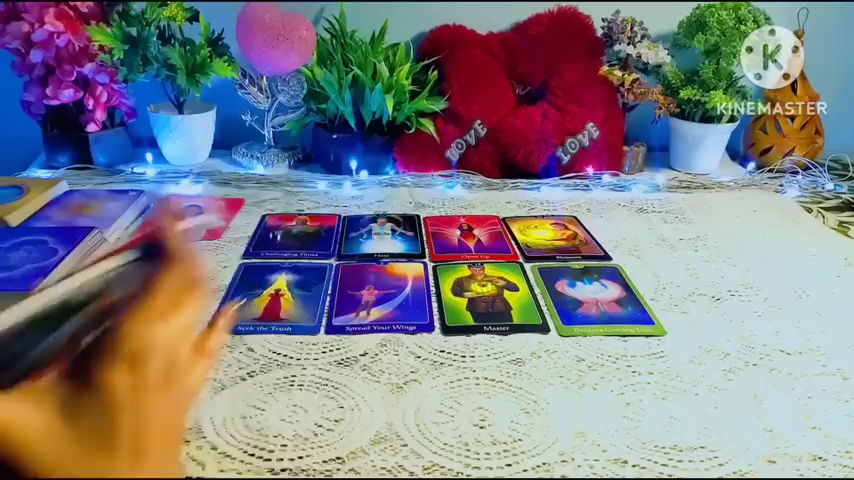 KINEMASTER
LOVE
LOVE
Challenging Times
Heal
Open Up
Blossom
Seek the Truth
Spread Your Wings
Master
Dreams Coming True